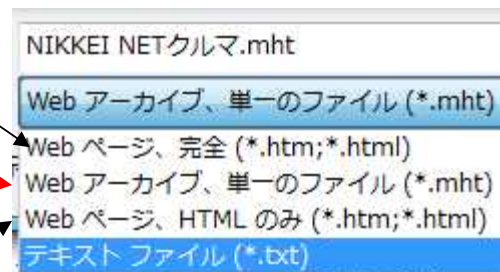 NIKKEI NETクルマ.mht
Web アーカイブ、単一のファイル (*.mht)
Web ページ、完全 (*.htm;*.html)
Web アーカイブ、単一のファイル (*.mht)
Web ページ、HTML のみ (*.htm;*.html)
テキスト ファイル (*.txt)